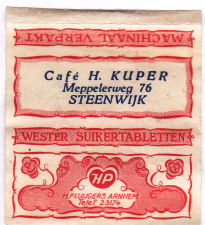 MACHINAAL VERPAKT
Café H. KUPER
Meppelerweg 76
STEENWIJK
WESTER SUIKERTABLETTEN
HP
H. PLUIJGERS ARNHEM
Telef. 23174